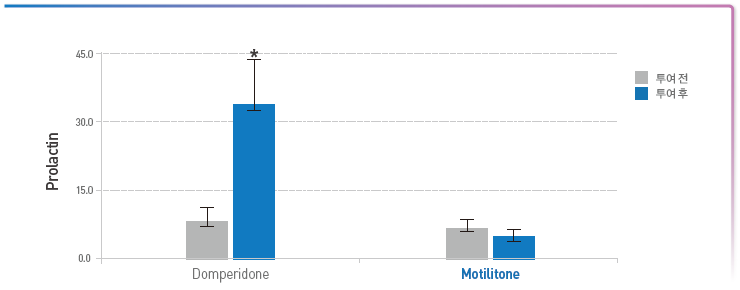 45.0
*
30.0
15.0
0.0
Prolactin
Domperidone
Motilitone
투여전
투여후